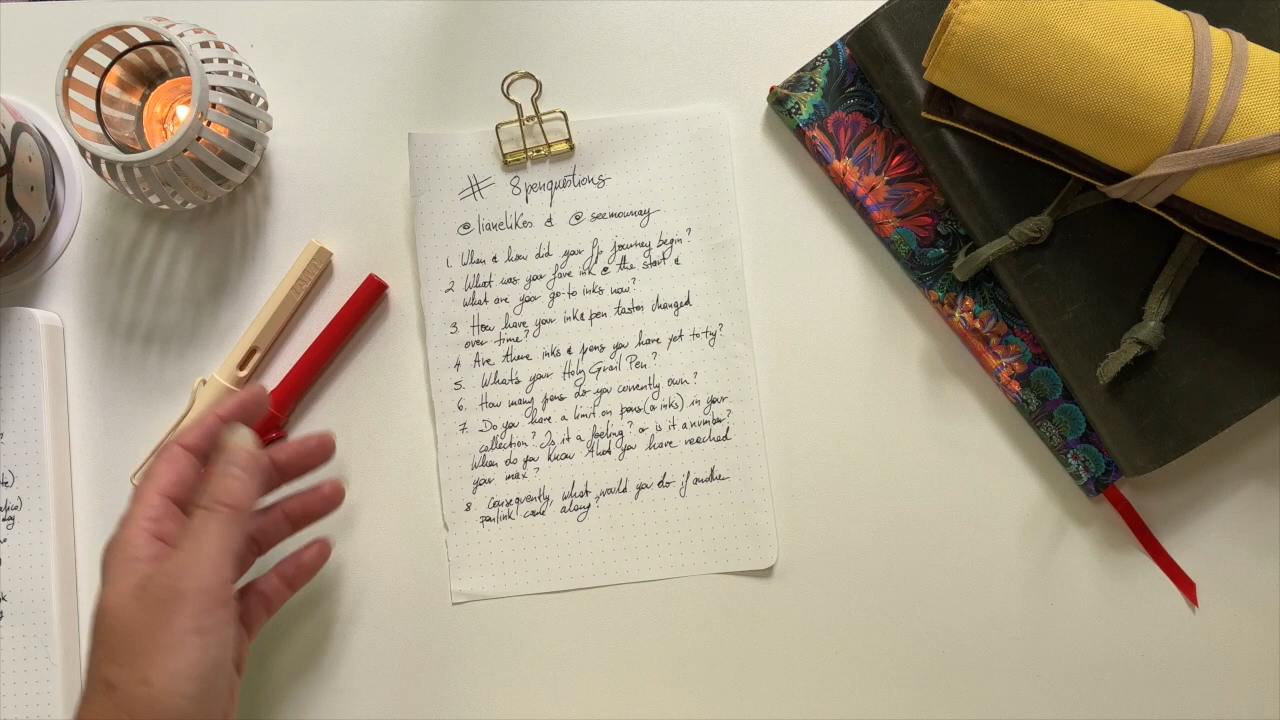 # 8penquestions
@lianelikes & @seemownay
1. When & how did your fp journey begin?
2 What was your fave ink @ the start &
what are your go-to inks now?
3. How have your ink & pen tastes changed
over time?
4 Are there inks & pens you have yet to try?
5. What's your Holy Grail Pen?
6. How many pens do you currently own?
7. Do you have a limit on pens (or inks) in your
collection? Is it a feeling? or is it a number?
When do you know that you have reached
your max?
8. Consequently, what would you do if another
pen/ink came along?
LAMY